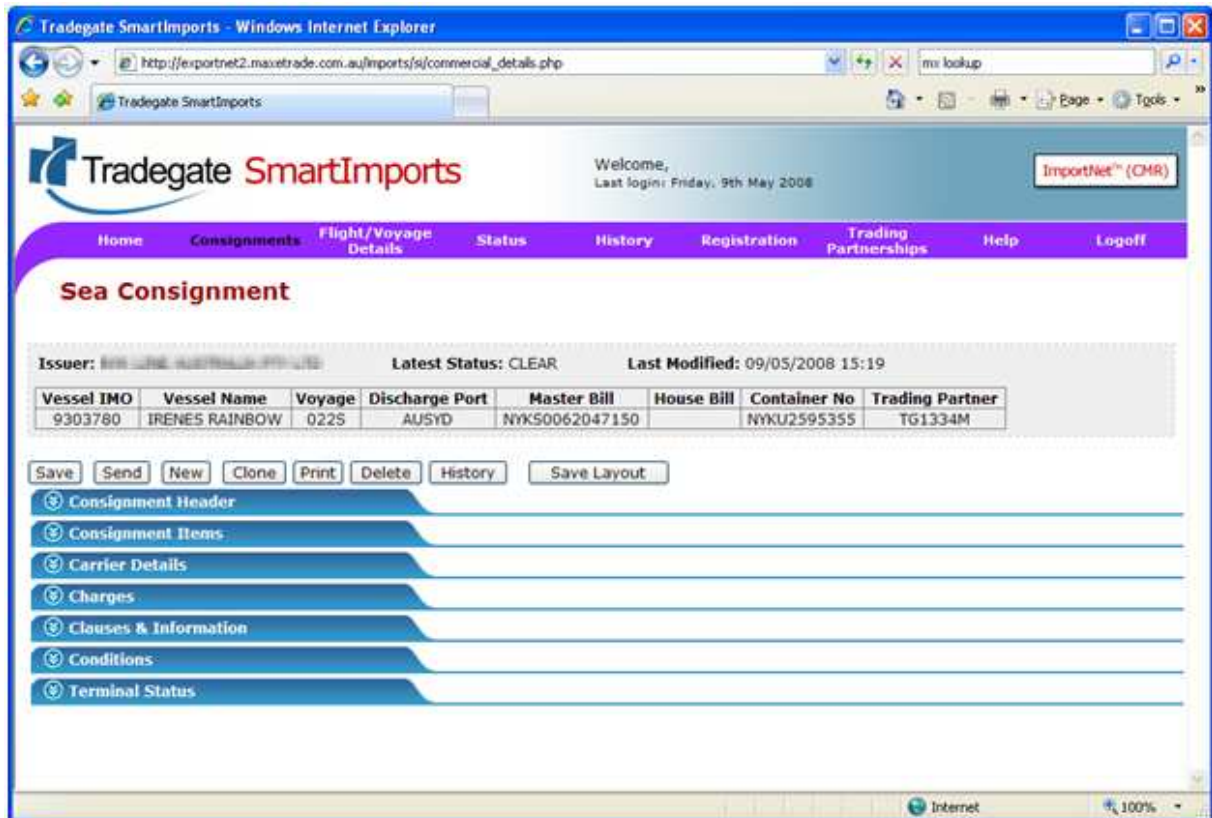 Tradegate SmartImports - Windows Internet Explorer
http://exportnet2.maxetrade.com.au/imports/si/commercial_details.php mx lookup
Tradegate SmartImports Page Tools
Tradegate SmartImports
Welcome,
Last login: Friday, 9th May 2008
ImportNet™ (CMR)
Home Consignments Flight/Voyage Details Status History Registration Trading Partnerships Help Logoff
Sea Consignment
Issuer: Latest Status: CLEAR Last Modified: 09/05/2008 15:19
Vessel IMO Vessel Name Voyage Discharge Port Master Bill House Bill Container No Trading Partner
9303780 IRENES RAINBOW 022S AUSYD NYKS0062047150 NYKU2595355 TG1334M
Save Send New Clone Print Delete History Save Layout
Consignment Header
Consignment Items
Carrier Details
Charges
Clauses & Information
Conditions
Terminal Status
Internet 100%